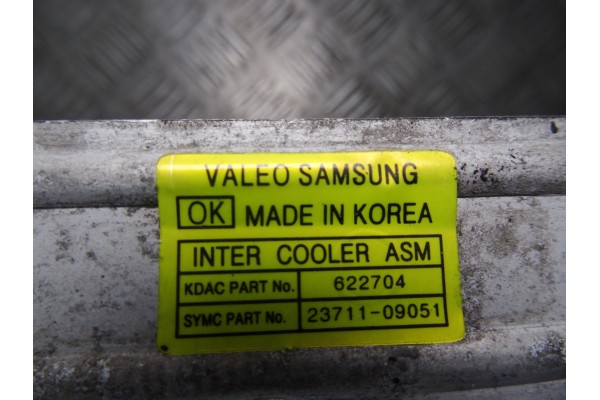 VALEO SAMSUNG
OK MADE IN KOREA
INTER COOLER ASM
KDAC PART No. 622704
SYMC PART No. 23711-09051